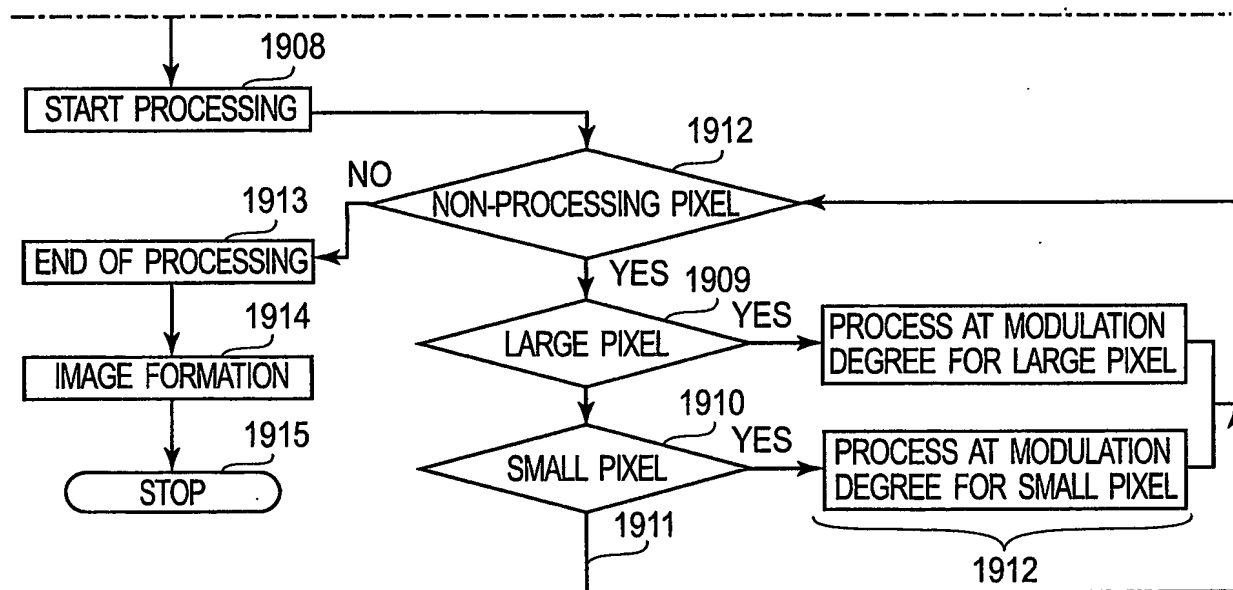 1908
START PROCESSING
1912
NON-PROCESSING PIXEL
NO
1913
END OF PROCESSING
YES
1909
1914
LARGE PIXEL
YES
PROCESS AT MODULATION
DEGREE FOR LARGE PIXEL
IMAGE FORMATION
1915
1910
STOP
SMALL PIXEL
YES
PROCESS AT MODULATION
DEGREE FOR SMALL PIXEL
1911
1912